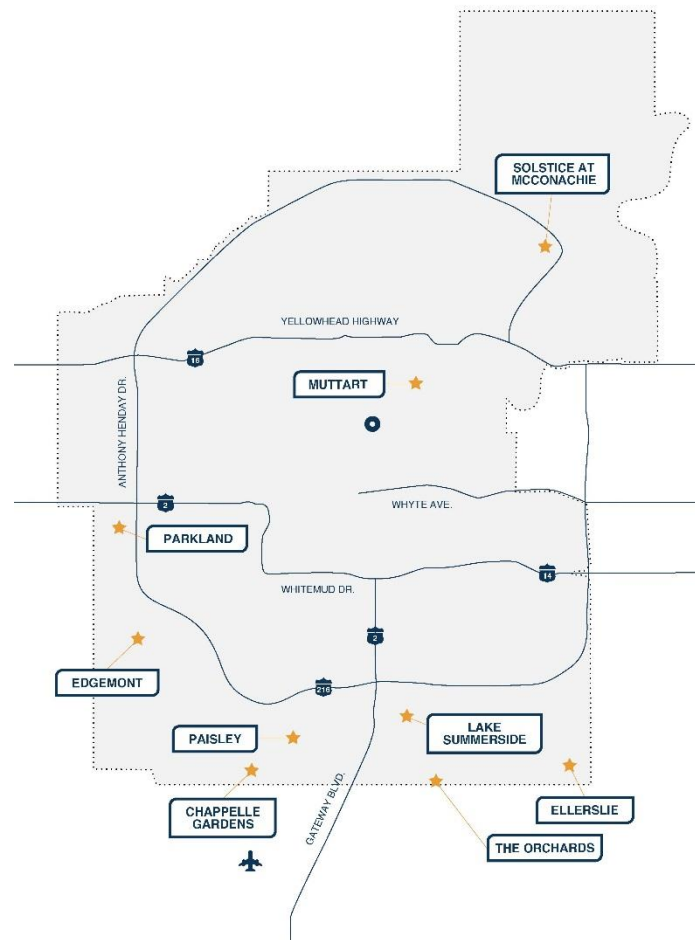 SOLSTICE AT
MCCONACHIE
YELLOWHEAD HIGHWAY
16
MUTTART
ANTHONY HENDAY DR.
2
WHYTE AVE.
PARKLAND
14
WHITEMUD DR.
2
EDGEMONT
216
PAISLEY
LAKE
SUMMERSIDE
CHAPPELLE
GARDENS
GATEWAY BLVD.
ELLERSLIE
THE ORCHARDS